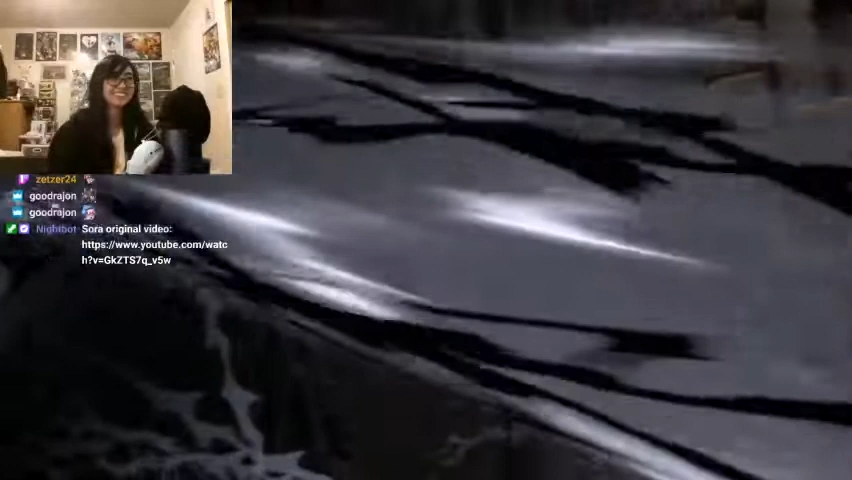 zetzer24
goodrajon
goodrajon
Nightbot Sora original video:
https://www.youtube.com/watc
h?v=GkZTS7q_v5w